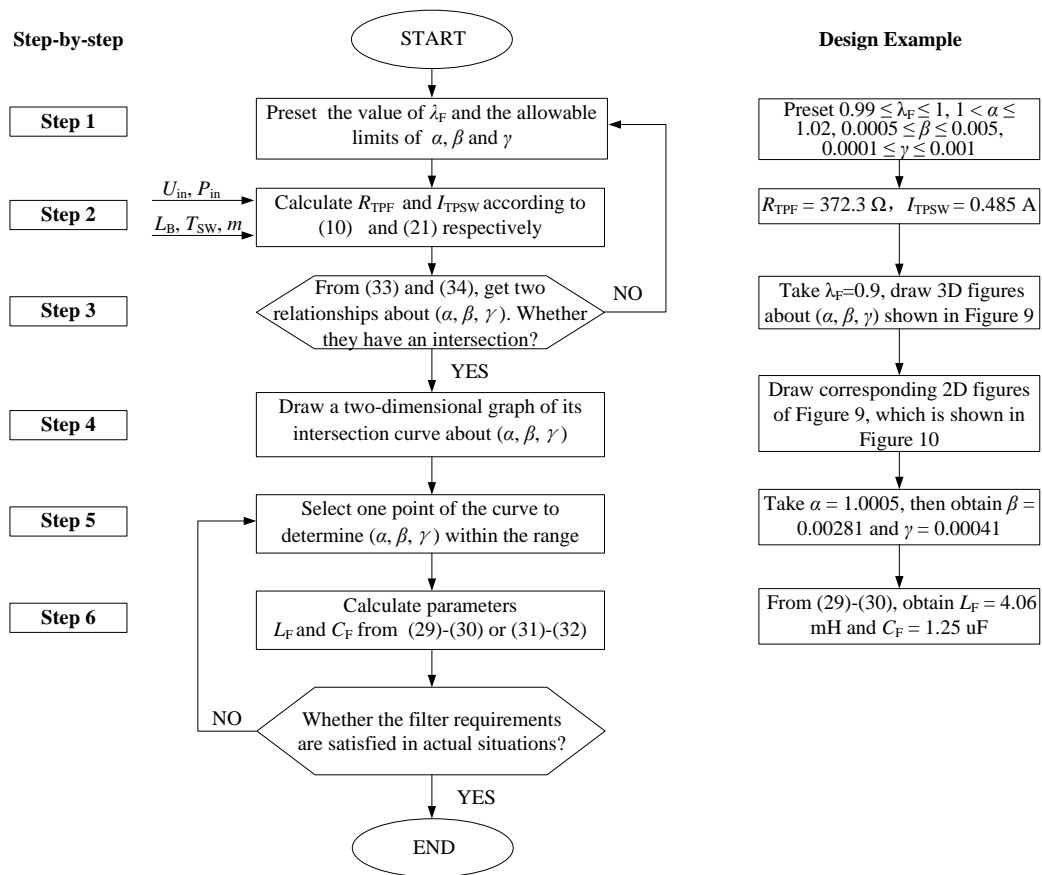 Step-by-step
START
Design Example
Step 1
Preset the value of λF and the allowable
limits of α, β and γ
Preset 0.99 ≤ λF ≤ 1, 1 < α ≤
1.02, 0.0005 ≤ β ≤ 0.005,
0.0001 ≤ γ ≤ 0.001
Step 2
Uin, Pin
LB, TSW, m
Calculate RTPF and ITPSW according to
(10) and (21) respectively
RTPF = 372.3 Ω, ITPSW = 0.485 A
Step 3
From (33) and (34), get two
relationships about (α, β, γ). Whether
they have an intersection?
NO
YES
Take λF=0.9, draw 3D figures
about (α, β, γ) shown in Figure 9
Step 4
Draw a two-dimensional graph of its
intersection curve about (α, β, γ)
Draw corresponding 2D figures
of Figure 9, which is shown in
Figure 10
Step 5
Select one point of the curve to
determine (α, β, γ) within the range
Take α = 1.0005, then obtain β =
0.00281 and γ = 0.00041
Step 6
Calculate parameters
LF and CF from (29)-(30) or (31)-(32)
From (29)-(30), obtain LF = 4.06
mH and CF = 1.25 uF
NO
Whether the filter requirements
are satisfied in actual situations?
YES
END